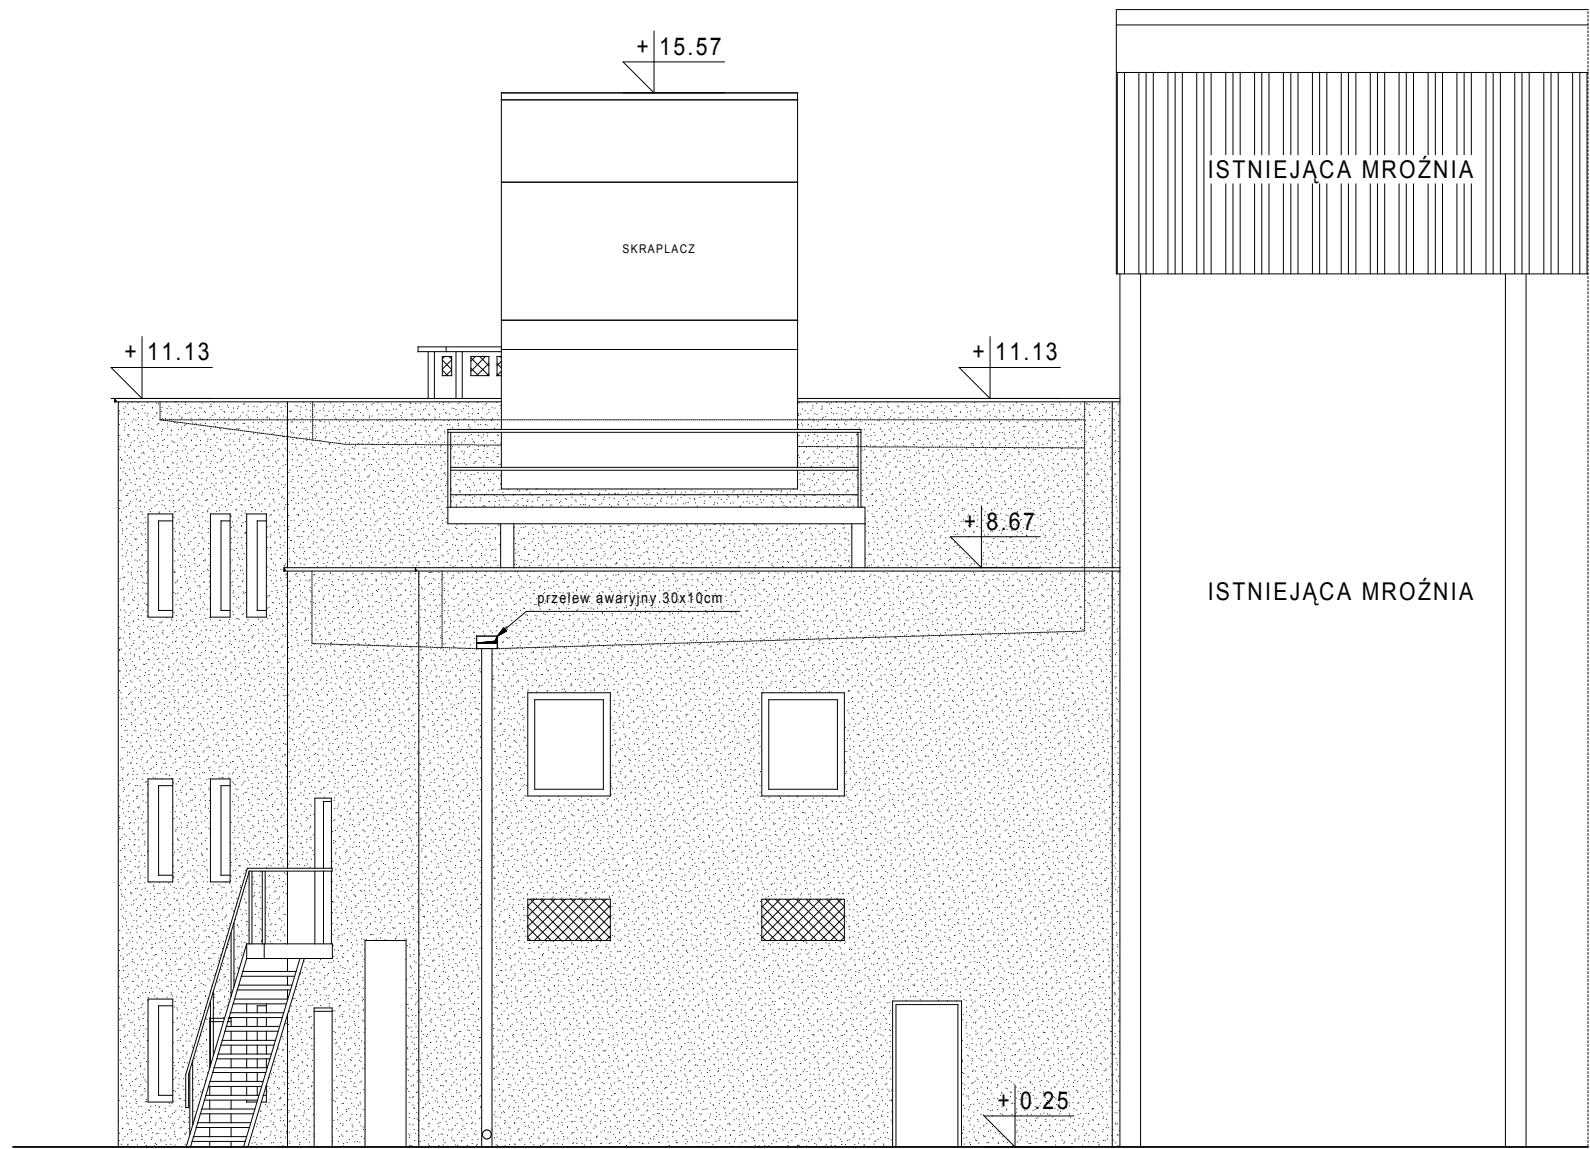 + 15.57
ISTNIEJĄCA MROŹNIA
SKRAPLACZ
+ 11.13
+ 11.13
+ 8.67
przelew awaryjny 30x10cm
ISTNIEJĄCA MROŹNIA
+ 0.25